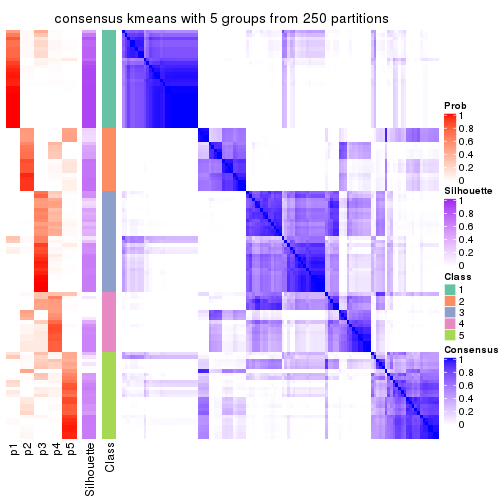 consensus kmeans with 5 groups from 250 partitions
Prob
1
0.8
0.6
0.4
0.2
0
Silhouette
1
0.8
0.6
0.4
0.2
0
Class
1
2
3
4
5
Consensus
1
0.8
0.6
0.4
0.2
0
p1
p2
p3
p4
p5
Silhouette
Class